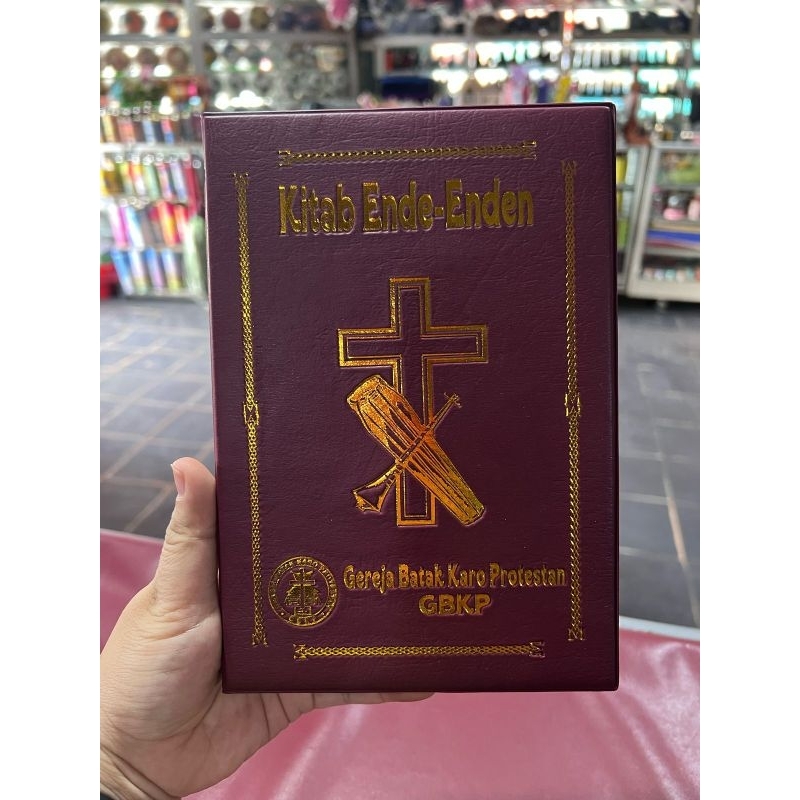 Kitab Ende-Enden
Gereja Batak Karo Protestan
GBKP